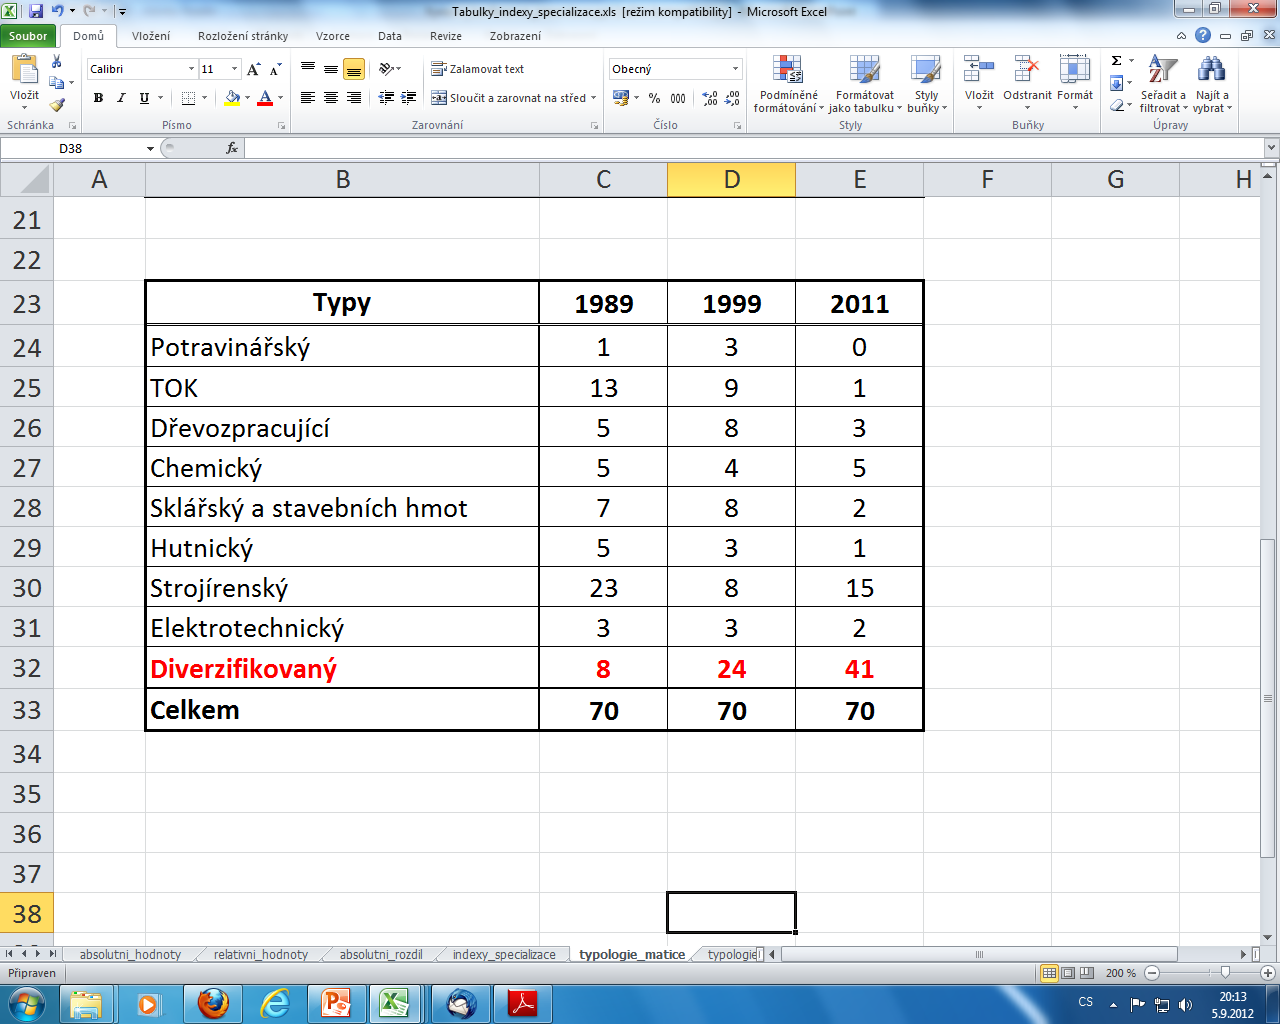 Tabulky_indexy_specializace.xls [režim kompatibility] - Microsoft Excel
Soubor Domů Vložení Rozložení stránky Vzorce Data Revize Zobrazení
Vložit
Schránka
Calibri 11
B I U A
Písmo
Zalamovat text
Sloučit a zarovnat na střed
Zarovnání
Obecný
% 000
Číslo
Podmíněné formátování
Formátovat jako tabulku
Styly buňky
Styly
Vložit Odstranit Formát
Buňky
Seřadit a filtrovat
Najít a vybrat
Úpravy
D38 fx
A B C D E F G H
21
22
23 Typy 1989 1999 2011
24 Potravinářský 1 3 0
25 TOK 13 9 1
26 Dřevozpracující 5 8 3
27 Chemický 5 4 5
28 Sklářský a stavebních hmot 7 8 2
29 Hutnický 5 3 1
30 Strojírenský 23 8 15
31 Elektrotechnický 3 3 2
32 Diverzifikovaný 8 24 41
33 Celkem 70 70 70
34
35
36
37
38
absolutni_hodnoty relativni_hodnoty absolutni_rozdil indexy_specializace typologie_matice typologie
Připraven 200 %
CS 20:13
5.9.2012